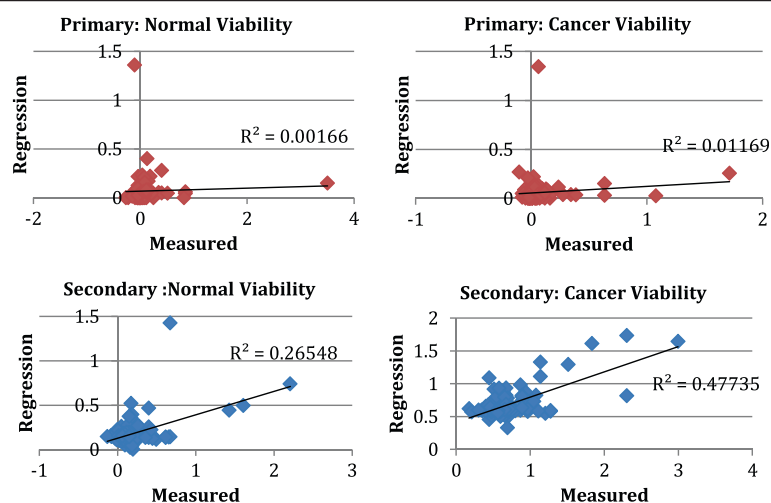 Primary: Normal Viability
1.5
1
0.5
0
-2
0
2
4
Regression
Measured
R² = 0.00166
Primary: Cancer Viability
1.5
1
0.5
0
-1
0
1
2
Regression
Measured
R² = 0.01169
Secondary :Normal Viability
1.5
1
0.5
0
-1
0
1
2
3
Regression
Measured
R² = 0.26548
Secondary: Cancer Viability
2
1.5
1
0.5
0
0
1
2
3
4
Regression
Measured
R² = 0.47735